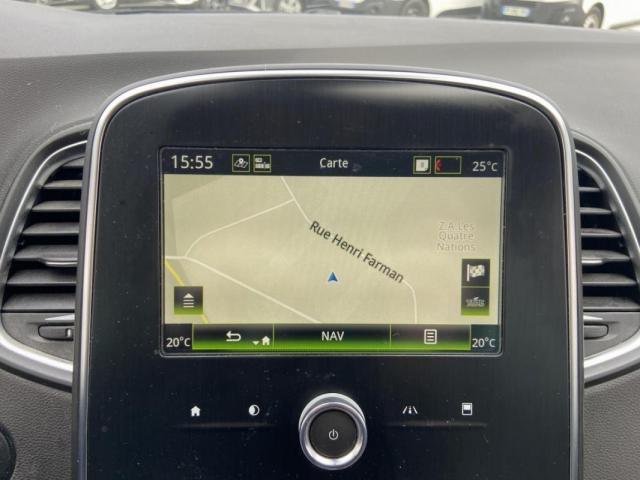 15:55 Carte 25°C
Rue Henri Farman
Z.A.Les
Quatre
Nations
20°C NAV 20°C